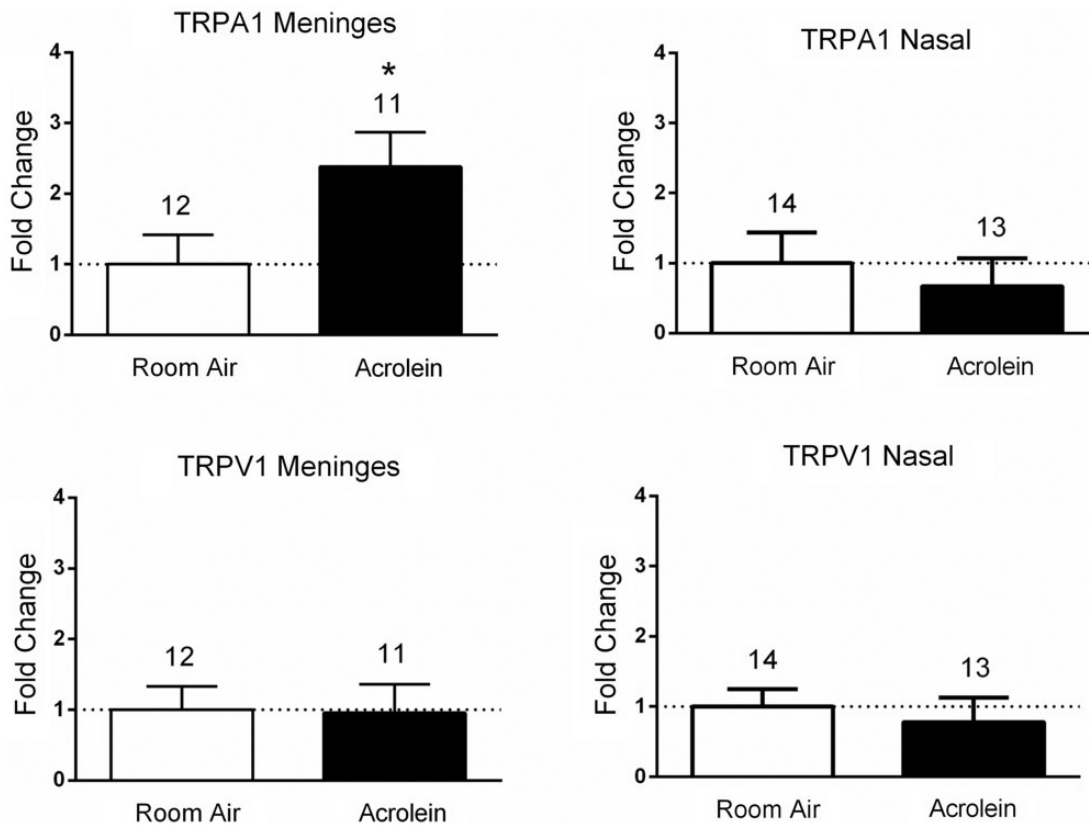 TRPA1 Meninges
Fold Change
4
3
2
1
0
*
12
11
Room Air
Acrolein
TRPA1 Nasal
Fold Change
4
3
2
1
0
14
13
Room Air
Acrolein
TRPV1 Meninges
Fold Change
4
3
2
1
0
12
11
Room Air
Acrolein
TRPV1 Nasal
Fold Change
4
3
2
1
0
14
13
Room Air
Acrolein